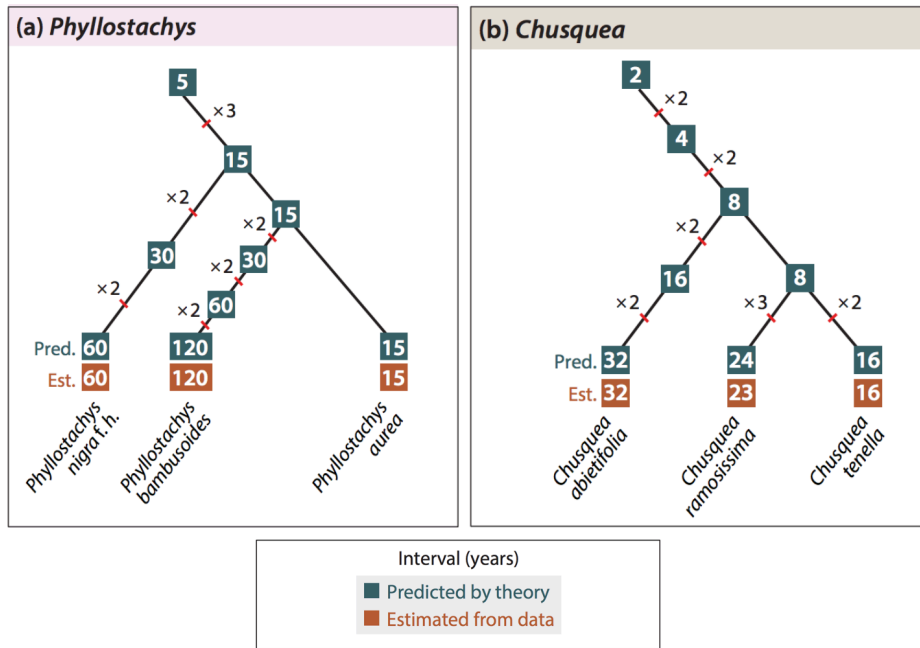 (a) Phyllostachys
5
×3
15
×2
×2
15
30
30
×2
×2
60
×2
Pred. 60 120 15
Est. 60 120 15
Phyllostachys
nigra f. h.
Phyllostachys
bambusoides
Phyllostachys
aurea
(b) Chusquea
2
×2
4
×2
8
×2
16
8
×2
×3
×2
Pred. 32 24 16
Est. 32 23 16
Chusquea
abietifolia
Chusquea
ramosissima
Chusquea
tenella
Interval (years)
Predicted by theory
Estimated from data